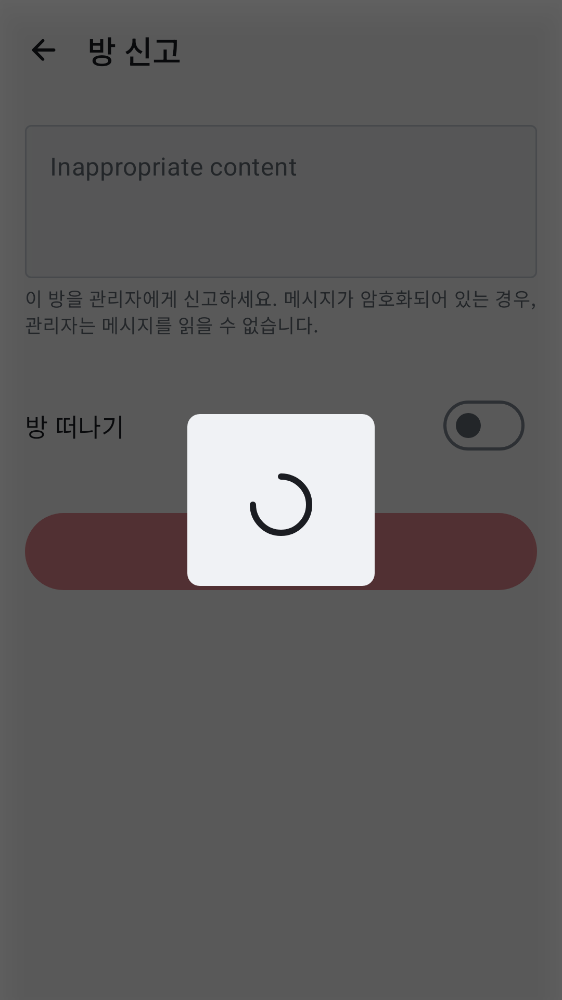 방 신고
Inappropriate content
이 방을 관리자에게 신고하세요. 메시지가 암호화되어 있는 경우,
관리자는 메시지를 읽을 수 없습니다.
방 떠나기